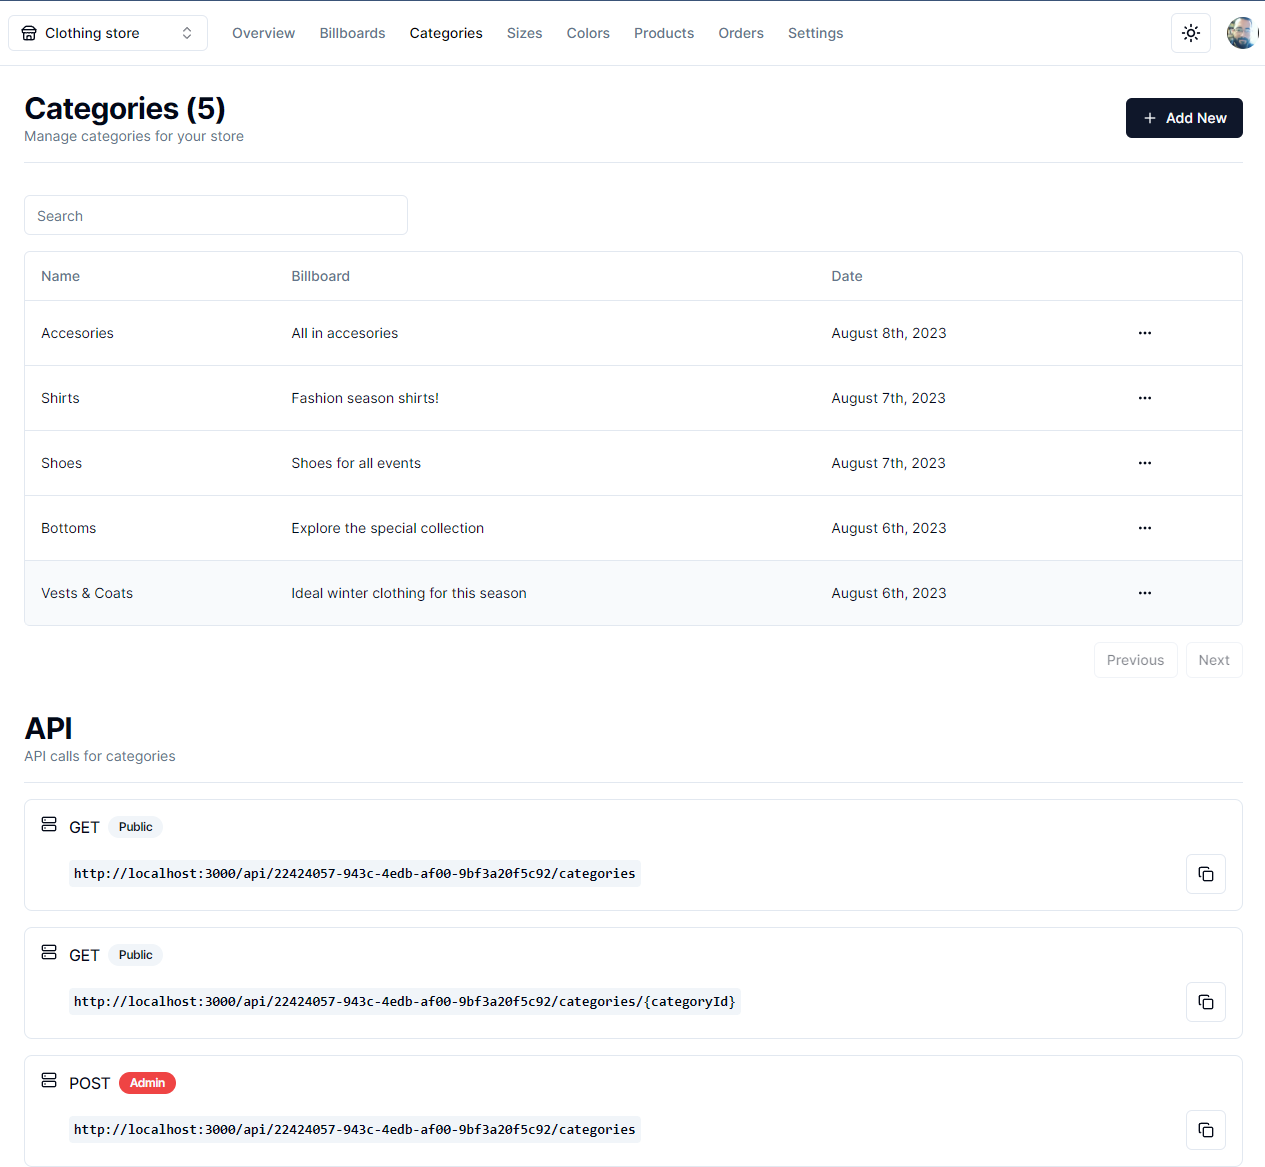 Clothing store Overview Billboards Categories Sizes Colors Products Orders Settings
Categories (5)
Manage categories for your store
+ Add New
Search
Name Billboard Date
Accesories All in accesories August 8th, 2023 ...
Shirts Fashion season shirts! August 7th, 2023 ...
Shoes Shoes for all events August 7th, 2023 ...
Bottoms Explore the special collection August 6th, 2023 ...
Vests & Coats Ideal winter clothing for this season August 6th, 2023 ...
Previous Next
API
API calls for categories
GET Public
http://localhost:3000/api/22424057-943c-4edb-af00-9bf3a20f5c92/categories
GET Public
http://localhost:3000/api/22424057-943c-4edb-af00-9bf3a20f5c92/categories/{categoryId}
POST Admin
http://localhost:3000/api/22424057-943c-4edb-af00-9bf3a20f5c92/categories